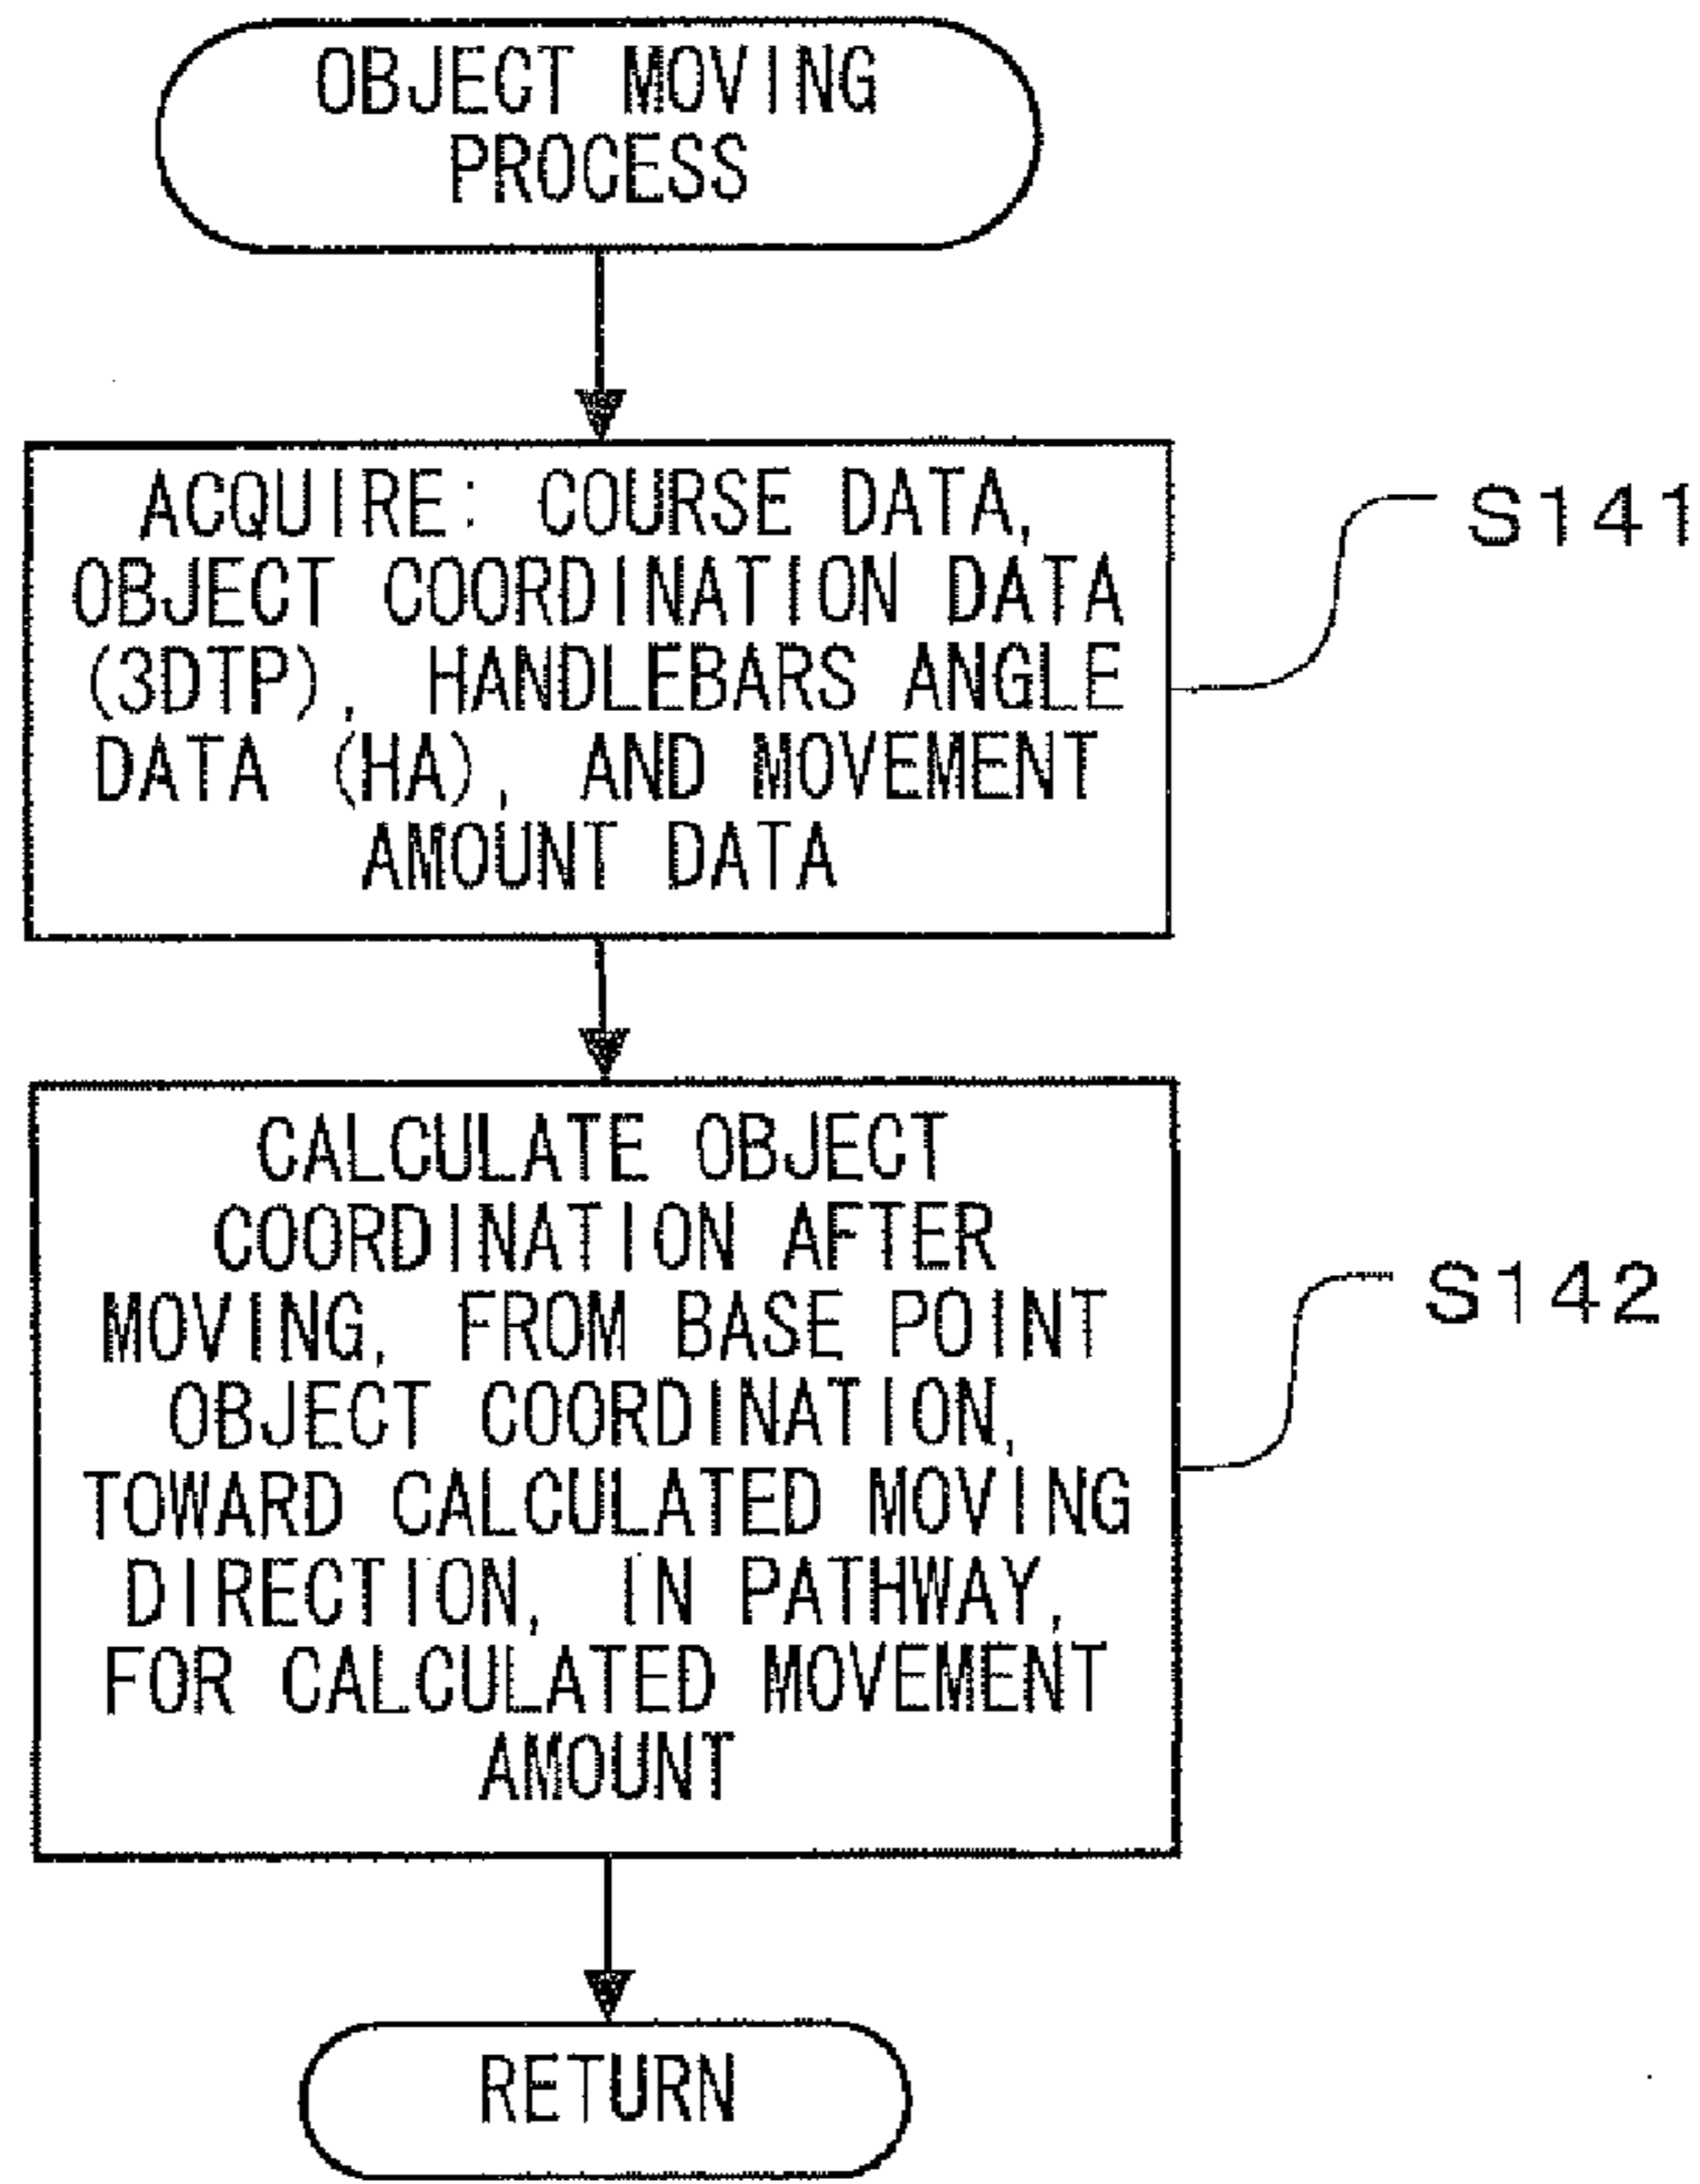 OBJECT MOVING
PROCESS
ACQUIRE: COURSE DATA,
OBJECT COORDINATION DATA
(3DTP), HANDLEBARS ANGLE
DATA (HA), AND MOVEMENT
AMOUNT DATA
S141
CALCULATE OBJECT
COORDINATION AFTER
MOVING, FROM BASE POINT
OBJECT COORDINATION,
TOWARD CALCULATED MOVING
DIRECTION, IN PATHWAY,
FOR CALCULATED MOVEMENT
AMOUNT
S142
RETURN